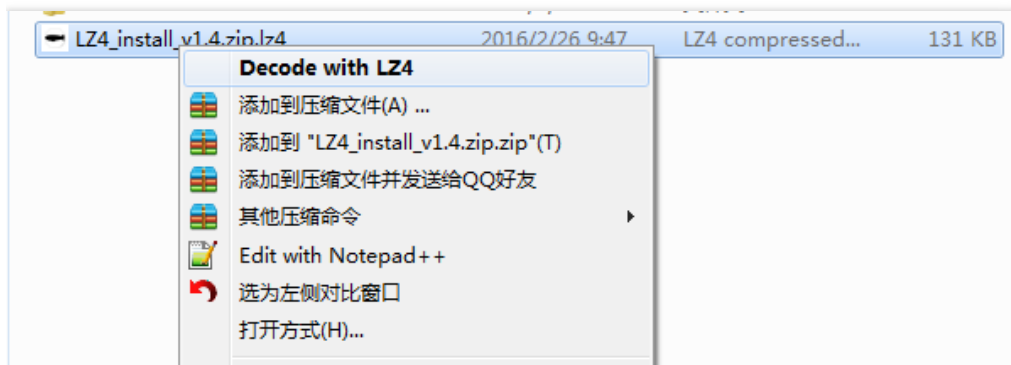 LZ4_install_v1.4.zip.lz4 2016/2/26 9:47 LZ4 compressed... 131 KB
Decode with LZ4
添加到压缩文件(A) ...
添加到 "LZ4_install_v1.4.zip.zip"(T)
添加到压缩文件并发送给QQ好友
其他压缩命令
Edit with Notepad++
选为左侧对比窗口
打开方式(H)...